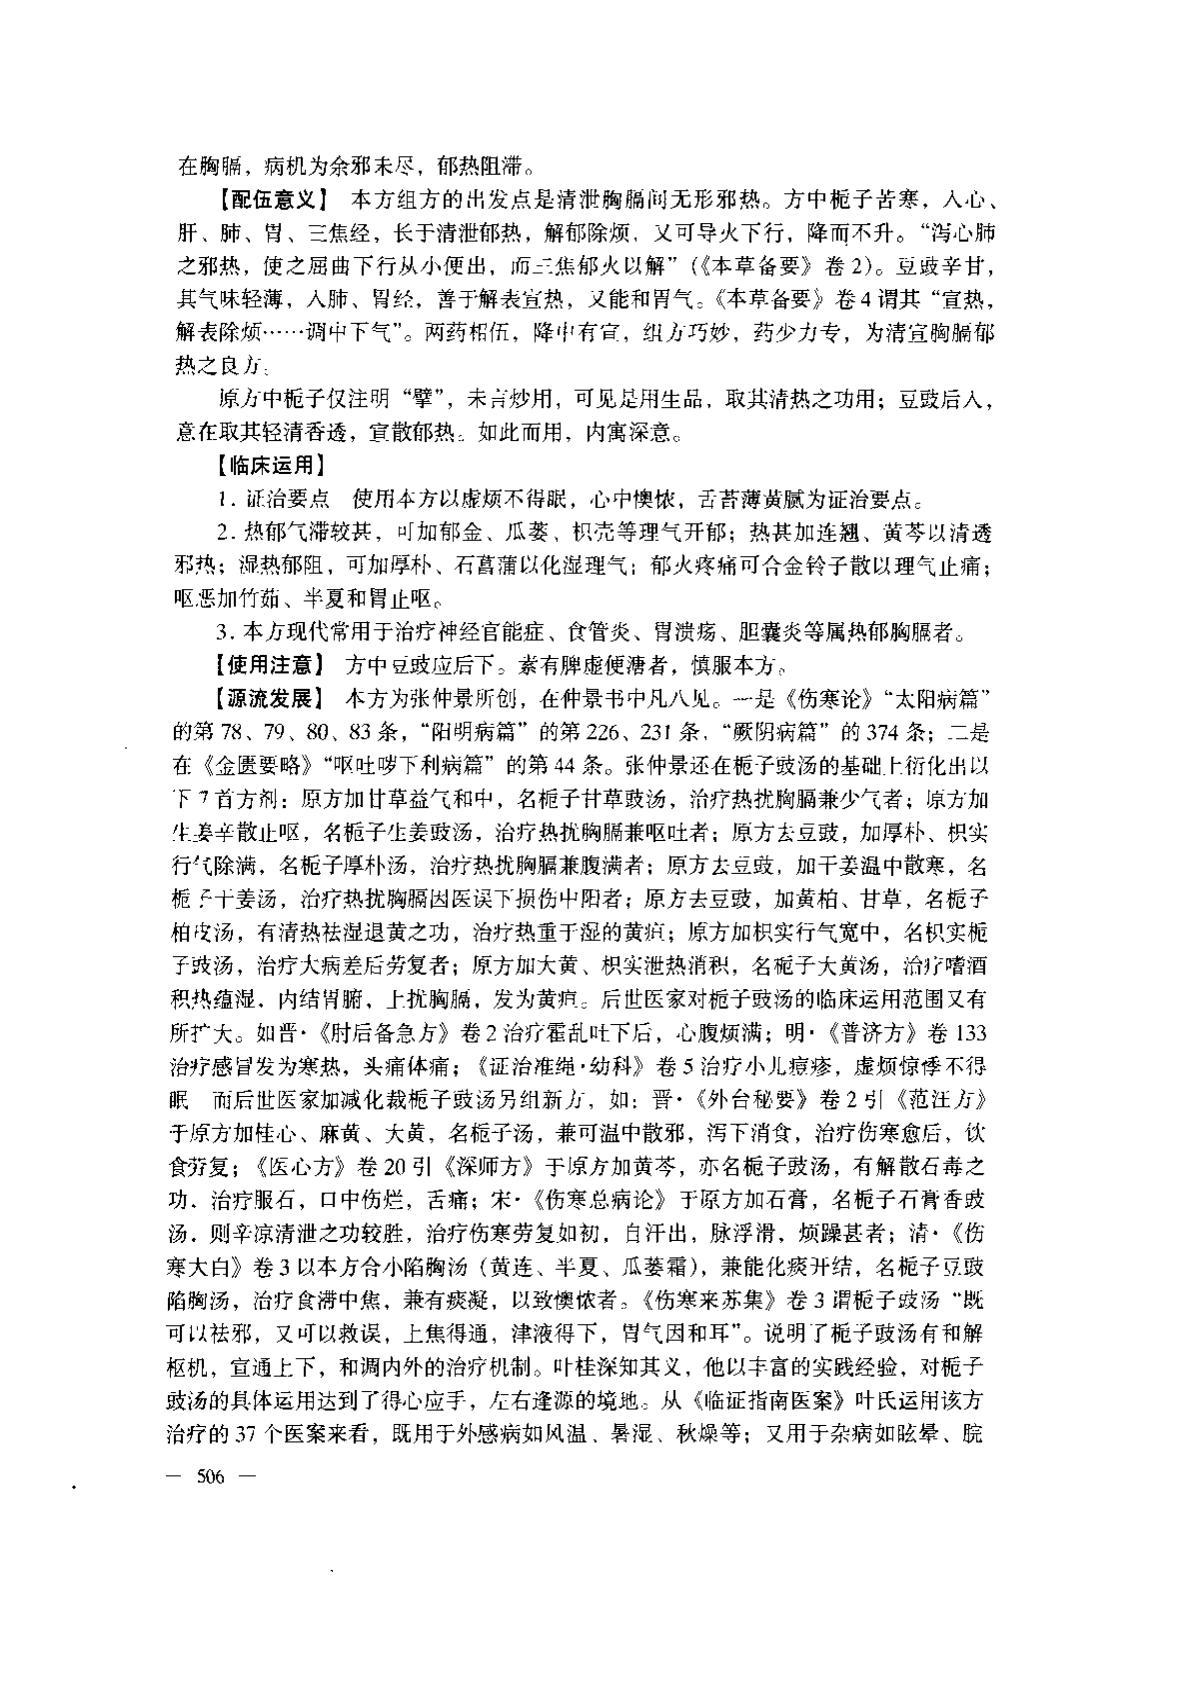 在胸膈，病机为余邪未尽，郁热阻滞。
【配伍意义】 本方组方的出发点是清泄胸膈间无形邪热。方中栀子苦寒，入心、
肝、肺、胃、三焦经，长于清泄郁热，解郁除烦，又可导火下行，降而不升。“泻心肺
之邪热，使之屈曲下行从小便出，而三焦郁火以解”（《本草备要》卷2）。豆豉辛甘，
其气味轻薄，入肺、胃经，善于解表宣热，又能和胃气。《本草备要》卷4谓其“宣热，
解表除烦……调中下气”。两药相伍，降中有宣，组方巧妙，药少力专，为清宣胸膈郁
热之良方。
原方中栀子仅注明“擘”，未言炒用，可见是用生品，取其清热之功用；豆豉后入，
意在取其轻清香透，宣散郁热。如此而用，内寓深意。
【临床运用】
1. 证治要点 使用本方以虚烦不得眠，心中懊侬，舌苔薄黄腻为证治要点。
2. 热郁气滞较甚，可加郁金、瓜蒌、枳壳等理气开郁；热甚加连翘、黄芩以清透
邪热；湿热郁阻，可加厚朴、石菖蒲以化湿理气；郁火疼痛可合金铃子散以理气止痛；
呕恶加竹茹、半夏和胃止呕。
3. 本方现代常用于治疗神经官能症、食管炎、胃溃疡、胆囊炎等属热郁胸膈者。
【使用注意】 方中豆豉应后下。素有脾虚便溏者，慎服本方。
【源流发展】 本方为张仲景所创，在仲景书中凡八见。一是《伤寒论》“太阳病篇”
的第78、79、80、83条，“阳明病篇”的第226、231条，“厥阴病篇”的374条；二是
在《金匮要略》“呕吐哕下利病篇”的第44条。张仲景还在栀子豉汤的基础上衍化出以
下7首方剂：原方加甘草益气和中，名栀子甘草豉汤，治疗热扰胸膈兼少气者；原方加
生姜辛散止呕，名栀子生姜豉汤，治疗热扰胸膈兼呕吐者；原方去豆豉，加厚朴、枳实
行气除满，名栀子厚朴汤，治疗热扰胸膈兼腹满者；原方去豆豉，加干姜温中散寒，名
栀子干姜汤，治疗热扰胸膈因医误下损伤中阳者；原方去豆豉，加黄柏、甘草，名栀子
柏皮汤，有清热祛湿退黄之功，治疗热重于湿的黄疸；原方加枳实行气宽中，名枳实栀
子豉汤，治疗大病差后劳复者；原方加大黄、枳实泄热消积，名栀子大黄汤，治疗嗜酒
积热蕴湿，内结胃腑，上扰胸膈，发为黄疸。后世医家对栀子豉汤的临床运用范围又有
所扩大。如晋·《肘后备急方》卷2治疗霍乱吐下后，心腹烦满；明·《普济方》卷133
治疗感冒发为寒热，头痛体痛；《证治准绳·幼科》卷5治疗小儿痘疹，虚烦惊悸不得
眠 而后世医家加减化裁栀子豉汤另组新方，如：晋·《外台秘要》卷2引《范汪方》
于原方加桂心、麻黄、大黄，名栀子汤，兼可温中散邪，泻下消食，治疗伤寒愈后，饮
食劳复；《医心方》卷20引《深师方》于原方加黄芩，亦名栀子豉汤，有解散石毒之
功，治疗服石，口中伤烂，舌痛；宋·《伤寒总病论》于原方加石膏，名栀子石膏香豉
汤，则辛凉清泄之功较胜，治疗伤寒劳复如初，自汗出，脉浮滑，烦躁甚者；清·《伤
寒大白》卷3以本方合小陷胸汤（黄连、半夏、瓜蒌霜），兼能化痰开结，名栀子豆豉
陷胸汤，治疗食滞中焦，兼有痰凝，以致懊侬者。《伤寒来苏集》卷3谓栀子豉汤“既
可以祛邪，又可以救误，上焦得通，津液得下，胃气因和耳”。说明了栀子豉汤有和解
枢机，宣通上下，和调内外的治疗机制。叶桂深知其义，他以丰富的实践经验，对栀子
豉汤的具体运用达到了得心应手，左右逢源的境地。从《临证指南医案》叶氏运用该方
治疗的37个医案来看，既用于外感病如风温、暑湿、秋燥等；又用于杂病如眩晕、脘
— 506 —